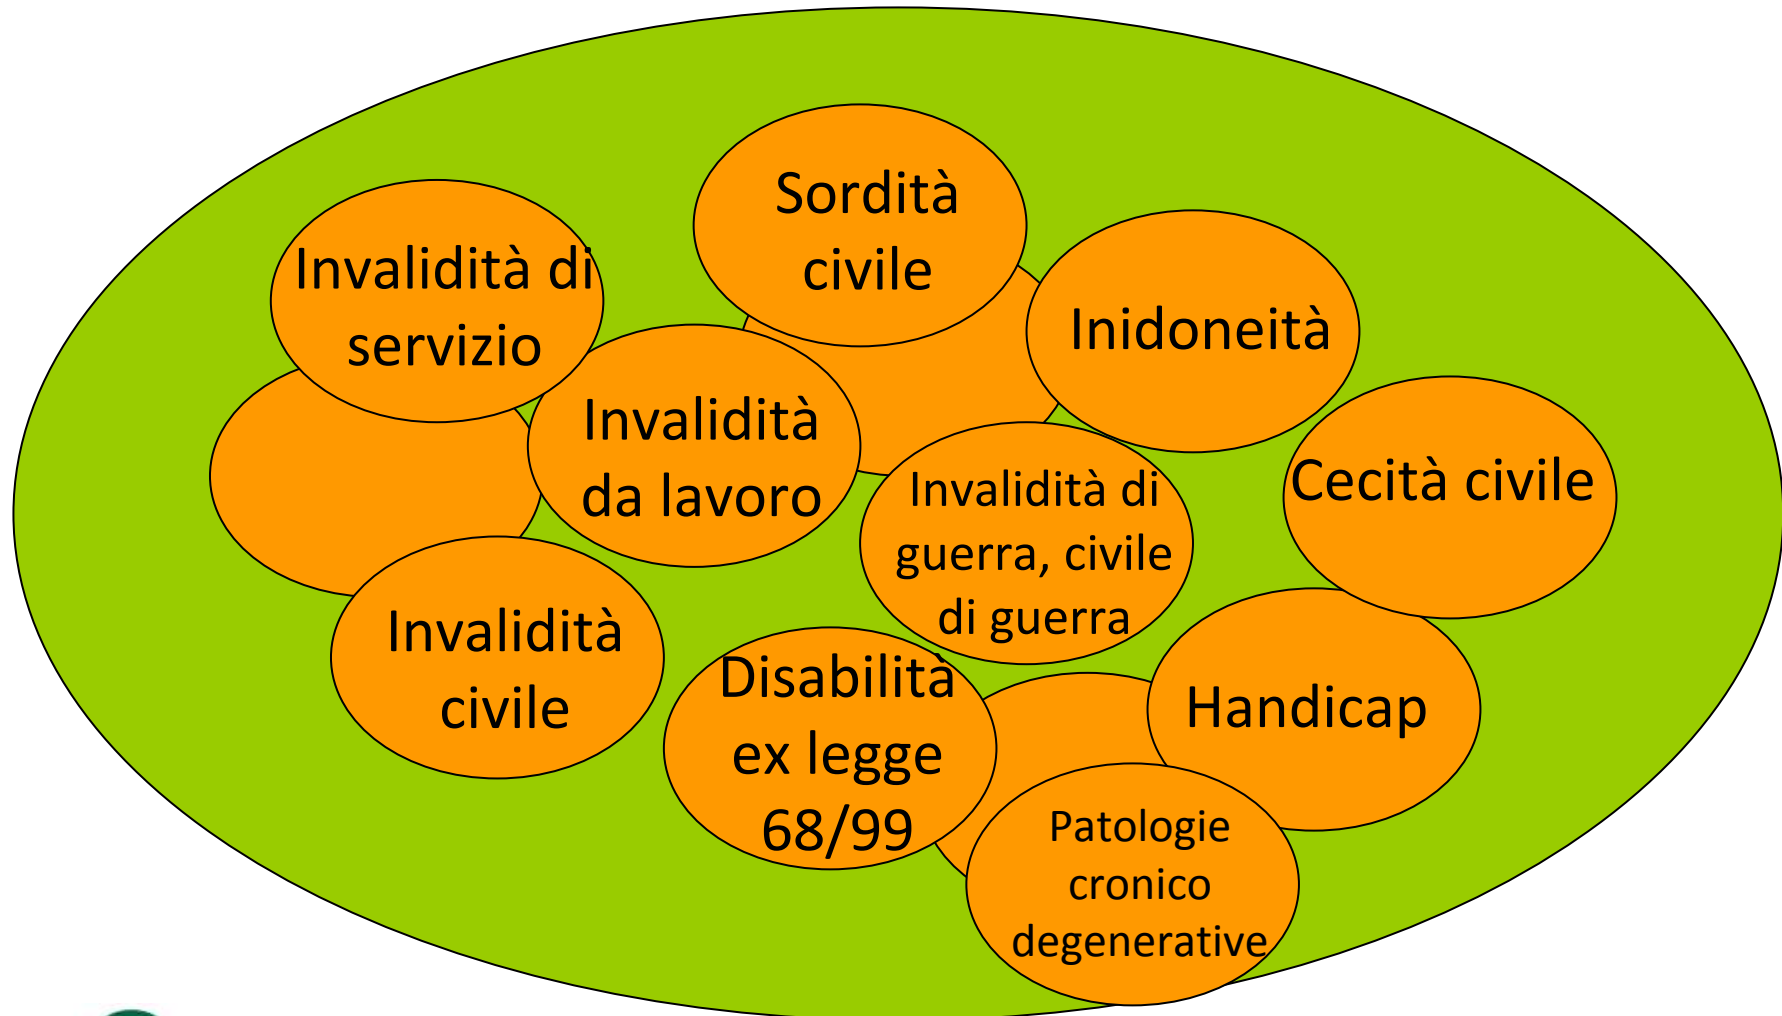 Sordità
civile
Invalidità di
servizio
Inidoneità
Invalidità
da lavoro
Invalidità di
guerra, civile
di guerra
Cecità civile
Invalidità
civile
Disabilità
ex legge
68/99
Handicap
Patologie
cronico
degenerative